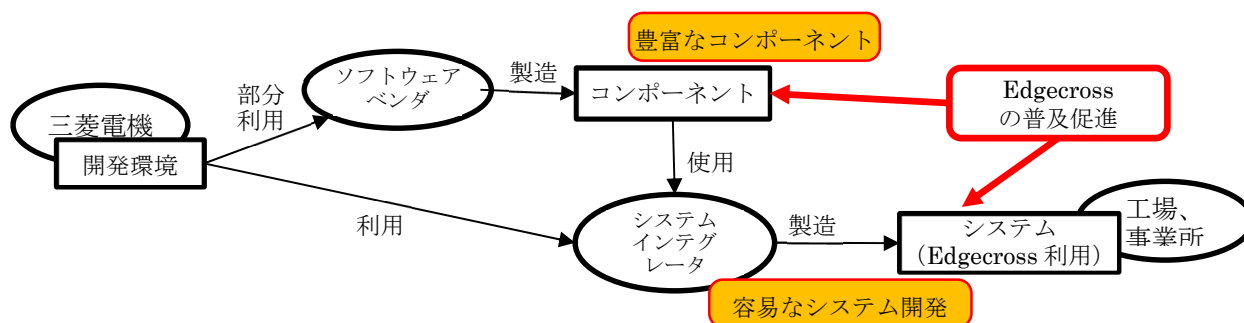 豊富なコンポーネント
ソフトウェア
ベンダ
製造
コンポーネント
Edgecross
の普及促進
部分
利用
三菱電機
開発環境
使用
利用
システム
インテグ
レータ
製造
システム
（Edgecross 利用）
工場、
事業所
容易なシステム開発